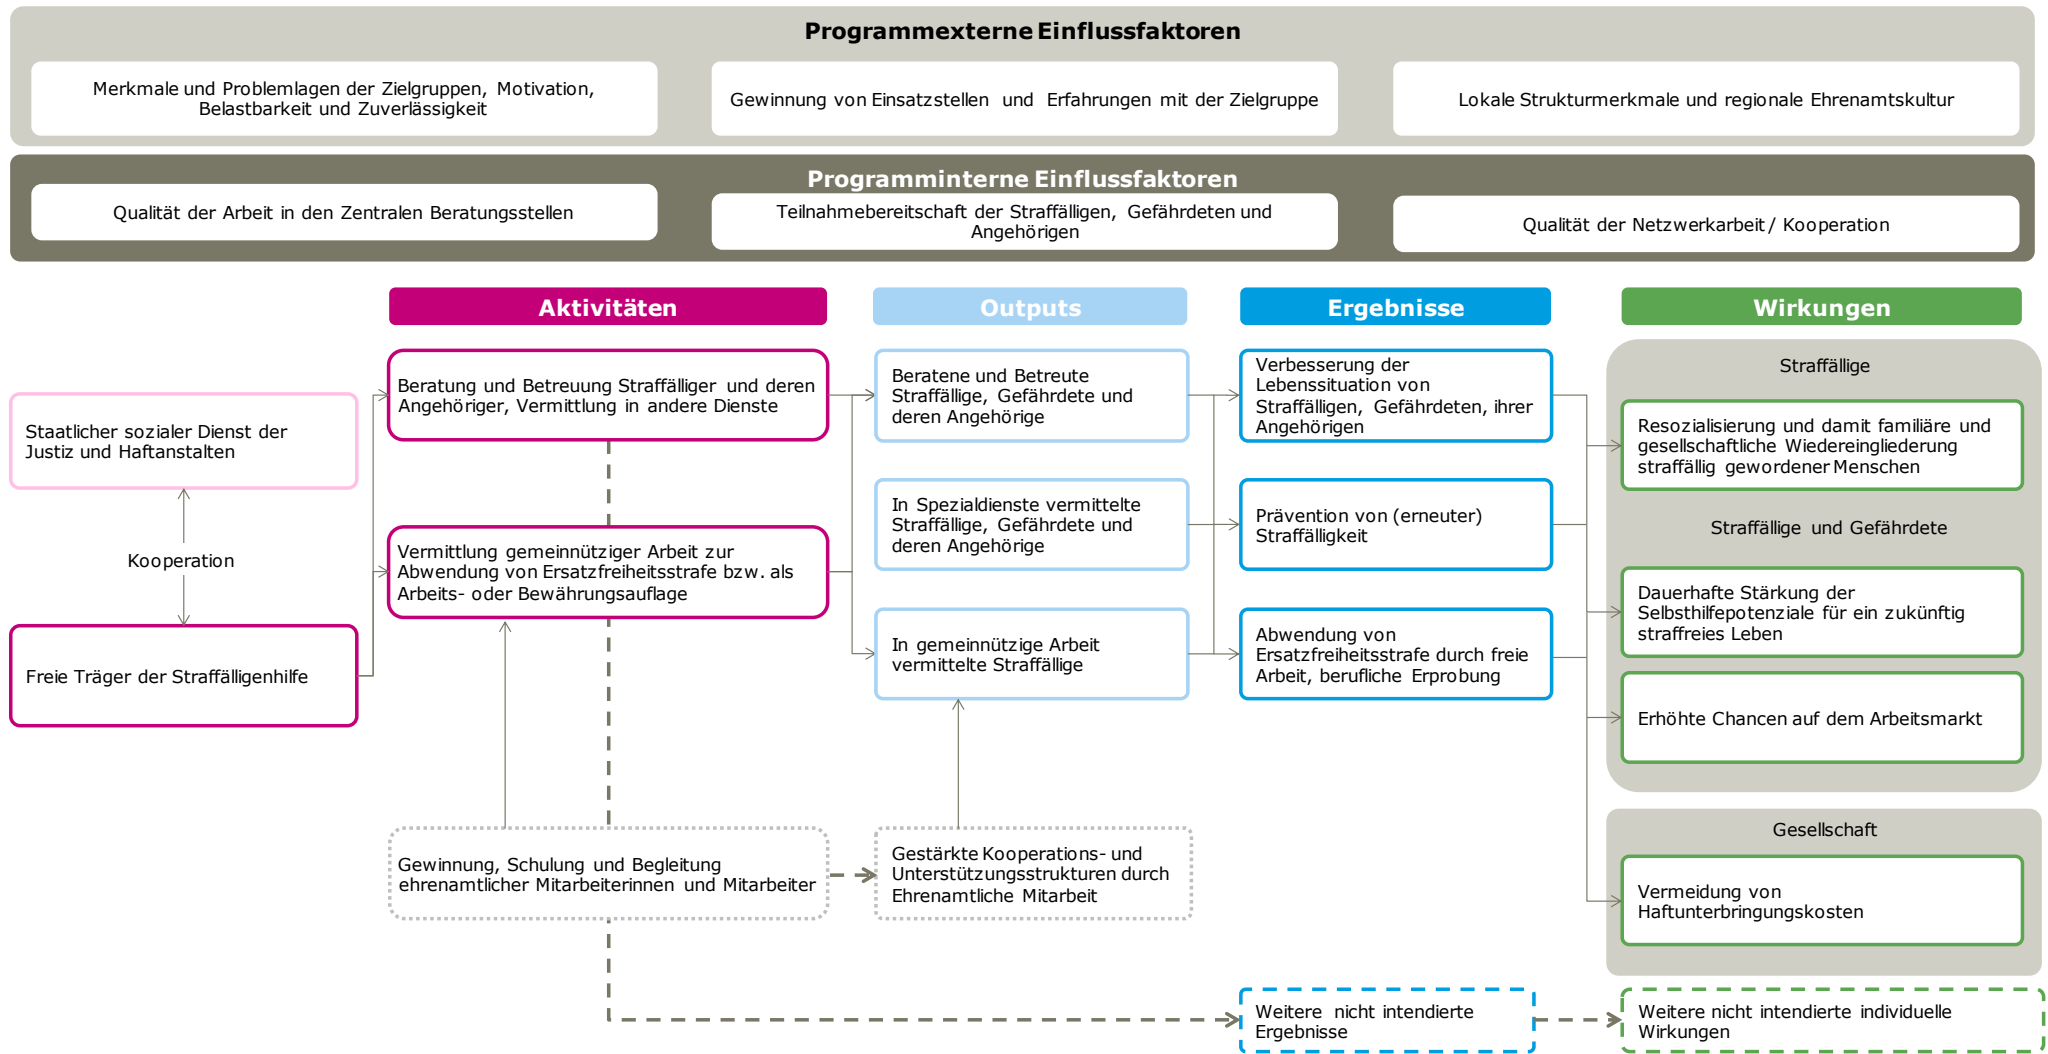 Programmexterne Einflussfaktoren
Merkmale und Problemlagen der Zielgruppen, Motivation,
Belastbarkeit und Zuverlässigkeit
Gewinnung von Einsatzstellen und Erfahrungen mit der Zielgruppe
Lokale Strukturmerkmale und regionale Ehrenamtskultur
Programminterne Einflussfaktoren
Qualität der Arbeit in den Zentralen Beratungsstellen
Teilnahmebereitschaft der Straffälligen, Gefährdeten und
Angehörigen
Qualität der Netzwerkarbeit / Kooperation
Aktivitäten
Outputs
Ergebnisse
Wirkungen
Staatlicher sozialer Dienst der
Justiz und Haftanstalten
Kooperation
Freie Träger der Straffälligenhilfe
Beratung und Betreuung Straffälliger und deren
Angehöriger, Vermittlung in andere Dienste
Vermittlung gemeinnütziger Arbeit zur
Abwendung von Ersatzfreiheitsstrafe bzw. als
Arbeits- oder Bewährungsauflage
Gewinnung, Schulung und Begleitung
ehrenamtlicher Mitarbeiterinnen und Mitarbeiter
Beratene und Betreute
Straffällige, Gefährdete und
deren Angehörige
In Spezialdienste vermittelte
Straffällige, Gefährdete und
deren Angehörige
In gemeinnützige Arbeit
vermittelte Straffällige
Gestärkte Kooperations- und
Unterstützungsstrukturen durch
Ehrenamtliche Mitarbeit
Verbesserung der
Lebenssituation von
Straffälligen, Gefährdeten, ihrer
Angehörigen
Prävention von (erneuter)
Straffälligkeit
Abwendung von
Ersatzfreiheitsstrafe durch freie
Arbeit, berufliche Erprobung
Weitere nicht intendierte
Ergebnisse
Straffällige
Resozialisierung und damit familiäre und
gesellschaftliche Wiedereingliederung
straffällig gewordener Menschen
Straffällige und Gefährdete
Dauerhafte Stärkung der
Selbsthilfepotenziale für ein zukünftig
straffreies Leben
Erhöhte Chancen auf dem Arbeitsmarkt
Gesellschaft
Vermeidung von
Haftunterbringungskosten
Weitere nicht intendierte individuelle
Wirkungen